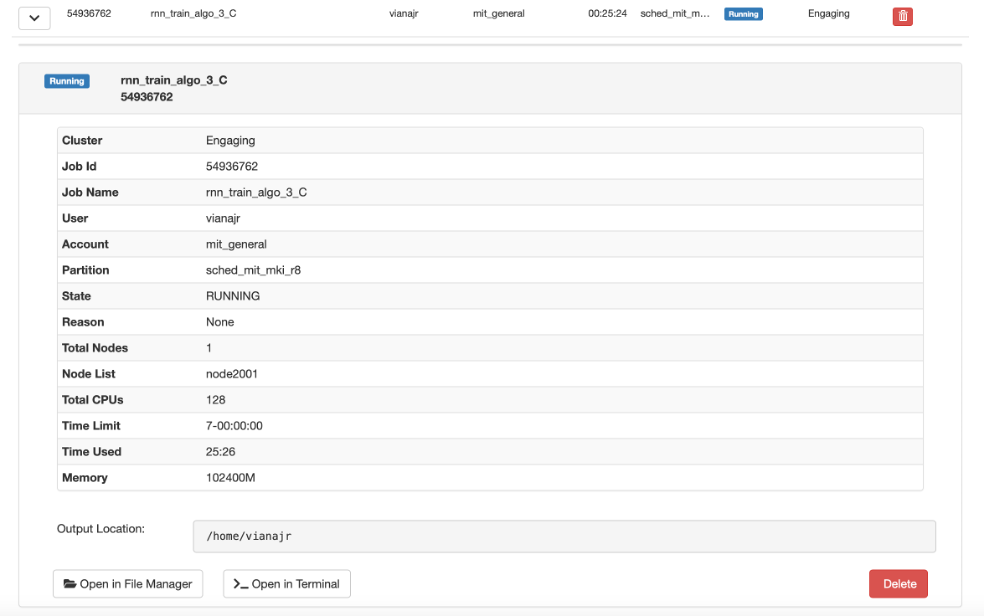 54936762 rnn_train_algo_3_C vianajr mit_general 00:25:24 sched_mit_m... Running Engaging
Running rnn_train_algo_3_C
54936762
Cluster Engaging
Job Id 54936762
Job Name rnn_train_algo_3_C
User vianajr
Account mit_general
Partition sched_mit_mki_r8
State RUNNING
Reason None
Total Nodes 1
Node List node2001
Total CPUs 128
Time Limit 7-00:00:00
Time Used 25:26
Memory 102400M
Output Location: /home/vianajr
Open in File Manager >_ Open in Terminal Delete